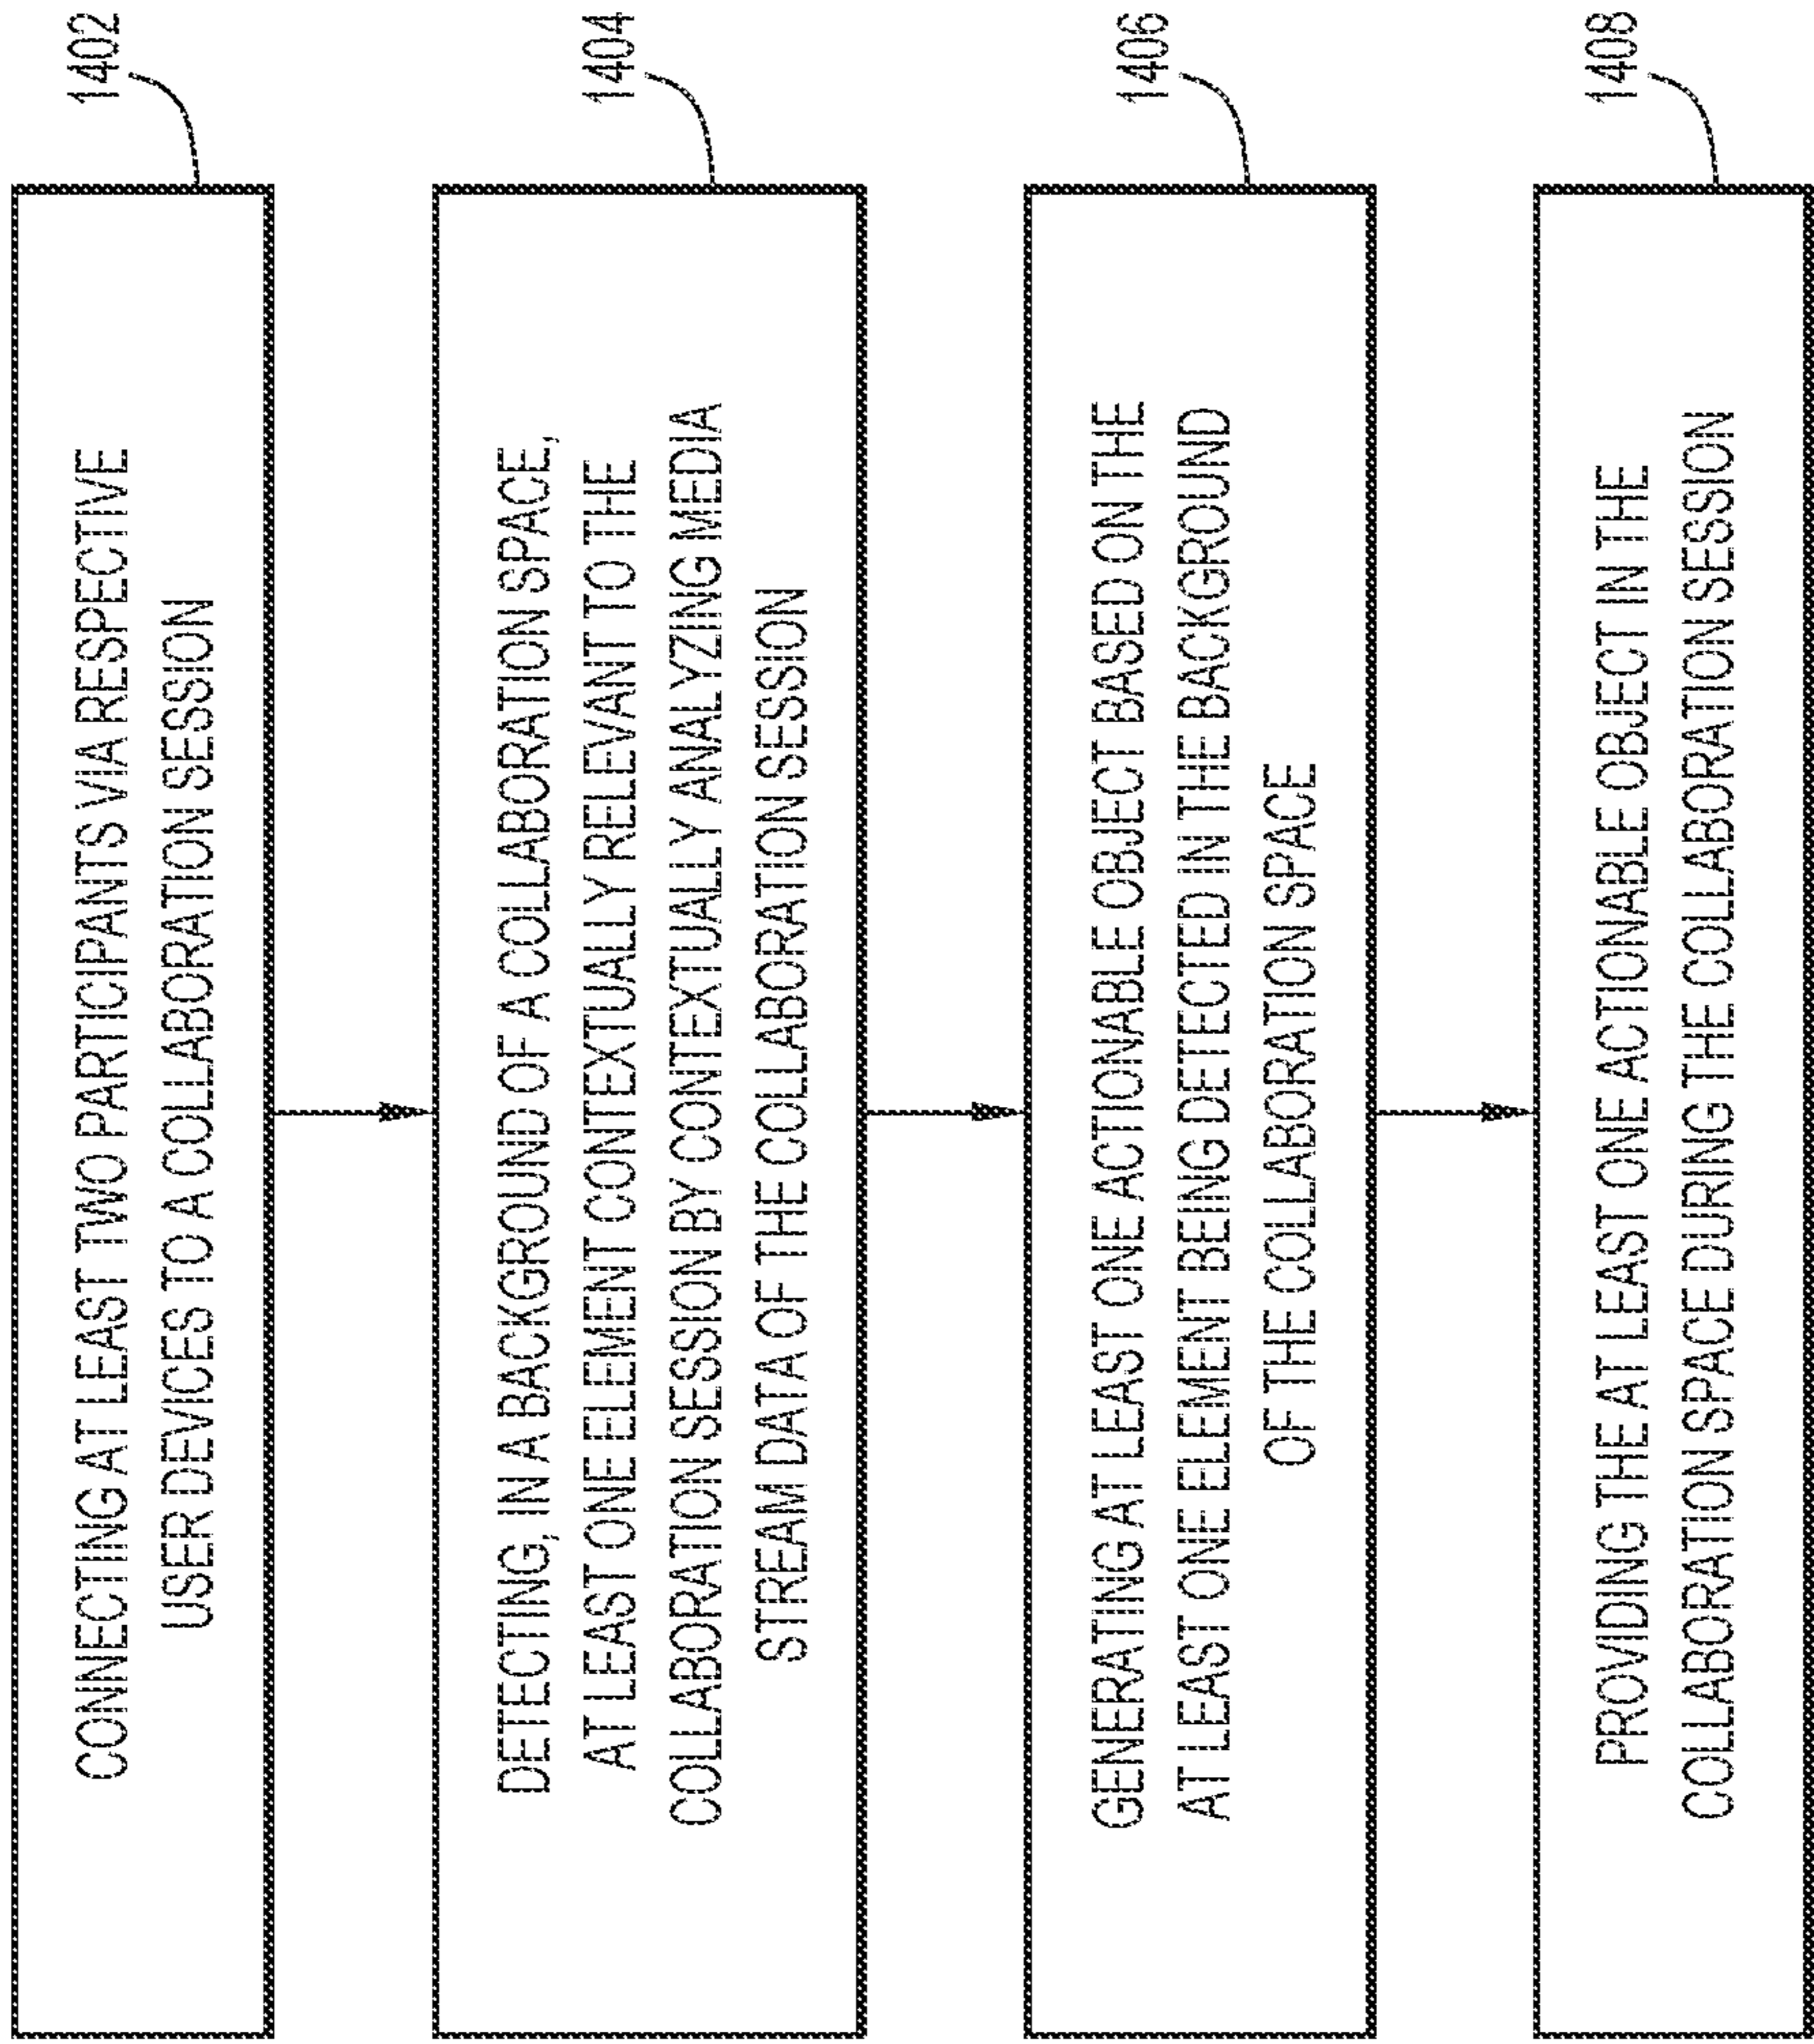 1402
CONNECTING AT LEAST TWO PARTICIPANTS VIA RESPECTIVE
USER DEVICES TO A COLLABORATION SESSION
1404
DETECTING, IN A BACKGROUND OF A COLLABORATION SPACE,
AT LEAST ONE ELEMENT CONTEXTUALLY RELEVANT TO THE
COLLABORATION SESSION BY CONTEXTUALLY ANALYZING MEDIA
STREAM DATA OF THE COLLABORATION SESSION
1406
GENERATING AT LEAST ONE ACTIONABLE OBJECT BASED ON THE
AT LEAST ONE ELEMENT BEING DETECTED IN THE BACKGROUND
OF THE COLLABORATION SPACE
1408
PROVIDING THE AT LEAST ONE ACTIONABLE OBJECT IN THE
COLLABORATION SPACE DURING THE COLLABORATION SESSION